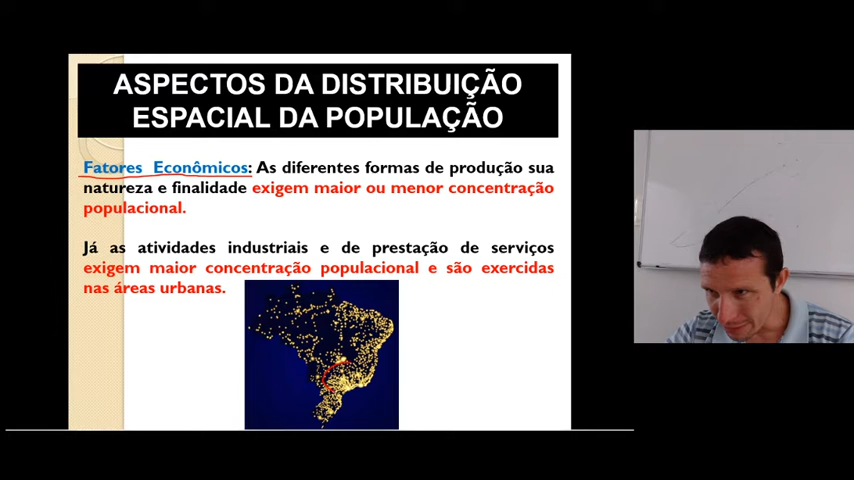 ASPECTOS DA DISTRIBUIÇÃO
ESPACIAL DA POPULAÇÃO
Fatores Econômicos: As diferentes formas de produção sua
natureza e finalidade exigem maior ou menor concentração
populacional.
Já as atividades industriais e de prestação de serviços
exigem maior concentração populacional e são exercidas
nas áreas urbanas.